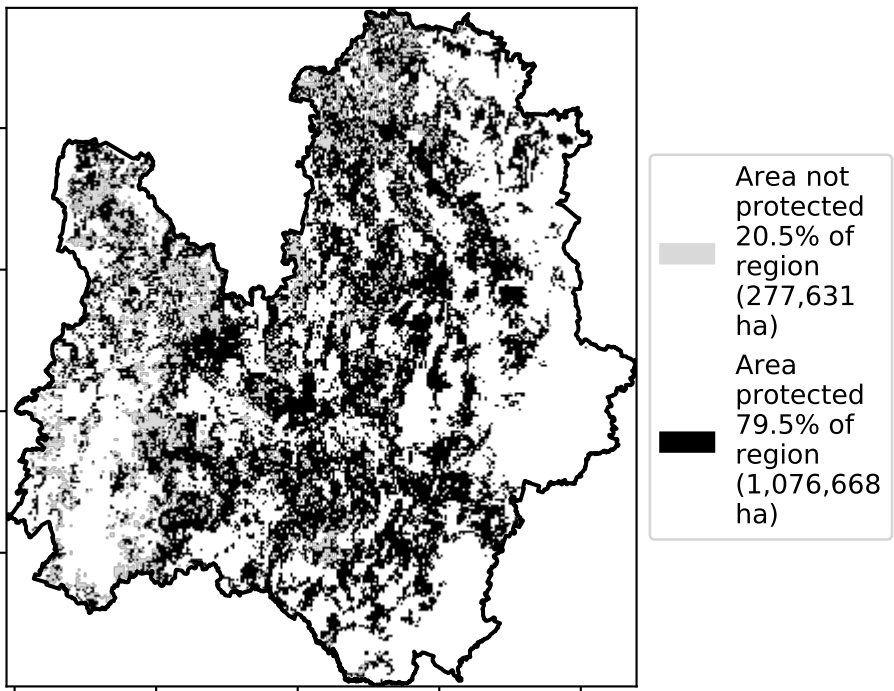 Area not
protected
20.5% of
region
(277,631
ha)
Area
protected
79.5% of
region
(1,076,668
ha)